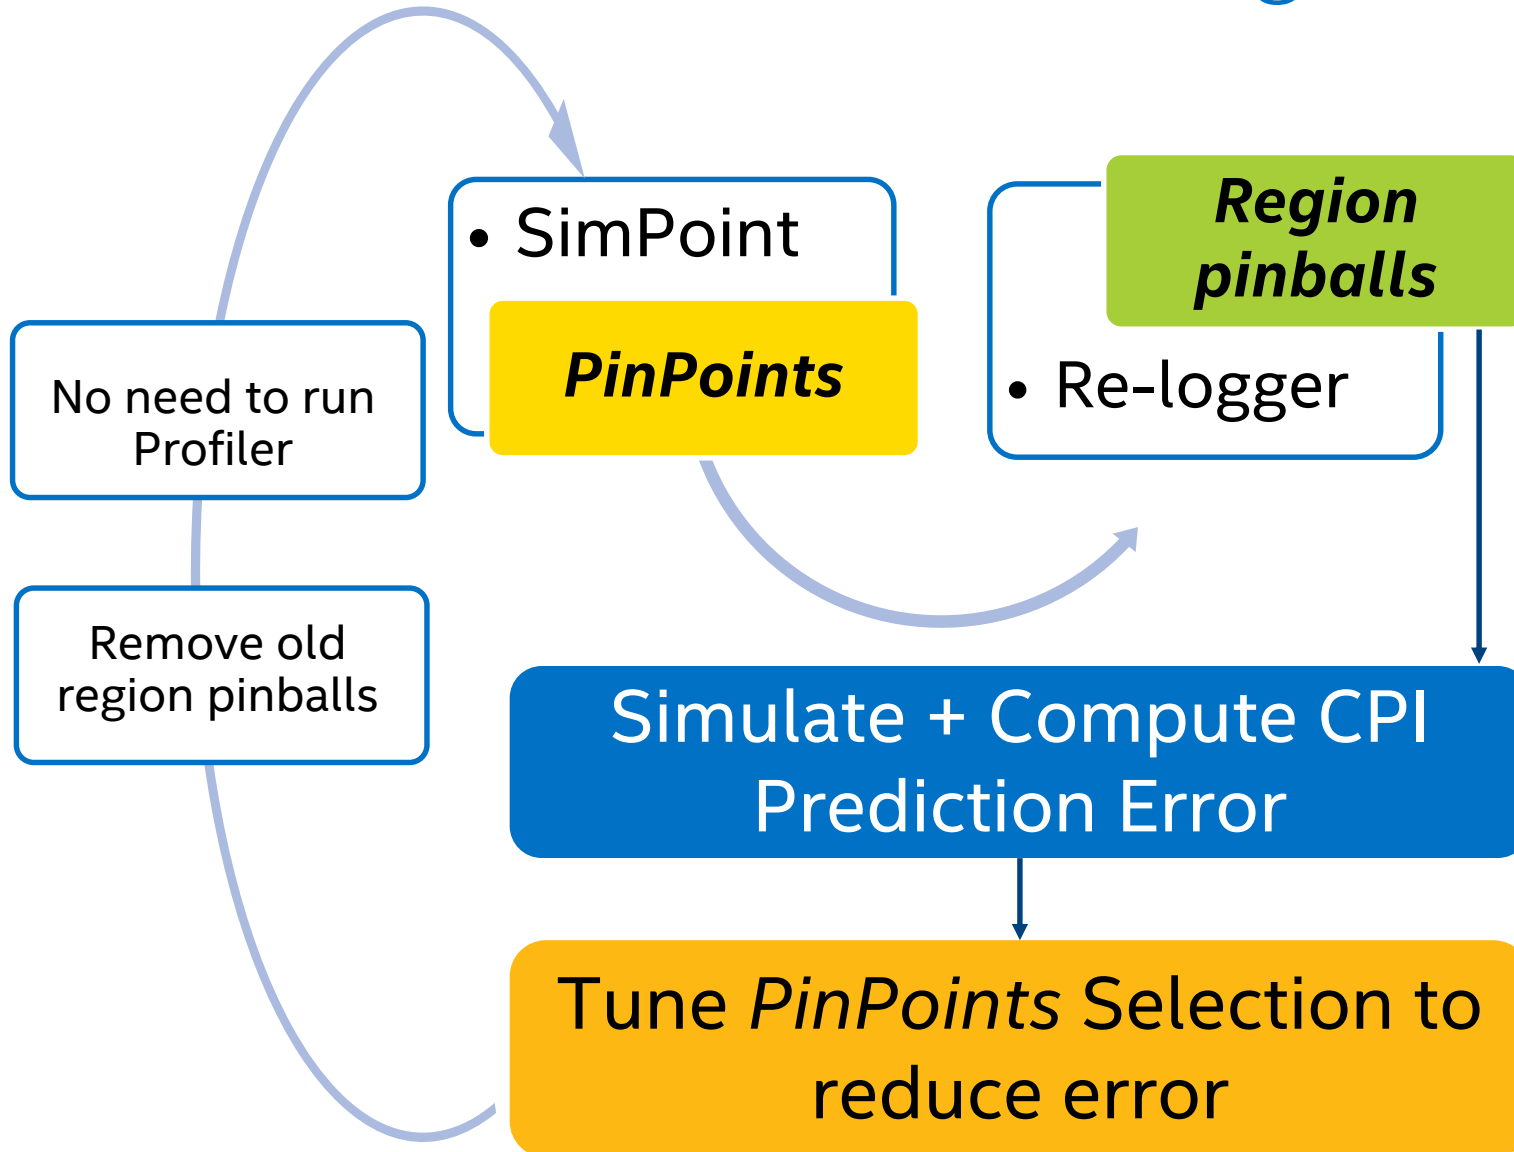 • SimPoint
PinPoints
Region
pinballs
• Re-logger
No need to run
Profiler
Remove old
region pinballs
Simulate + Compute CPI
Prediction Error
Tune PinPoints Selection to
reduce error